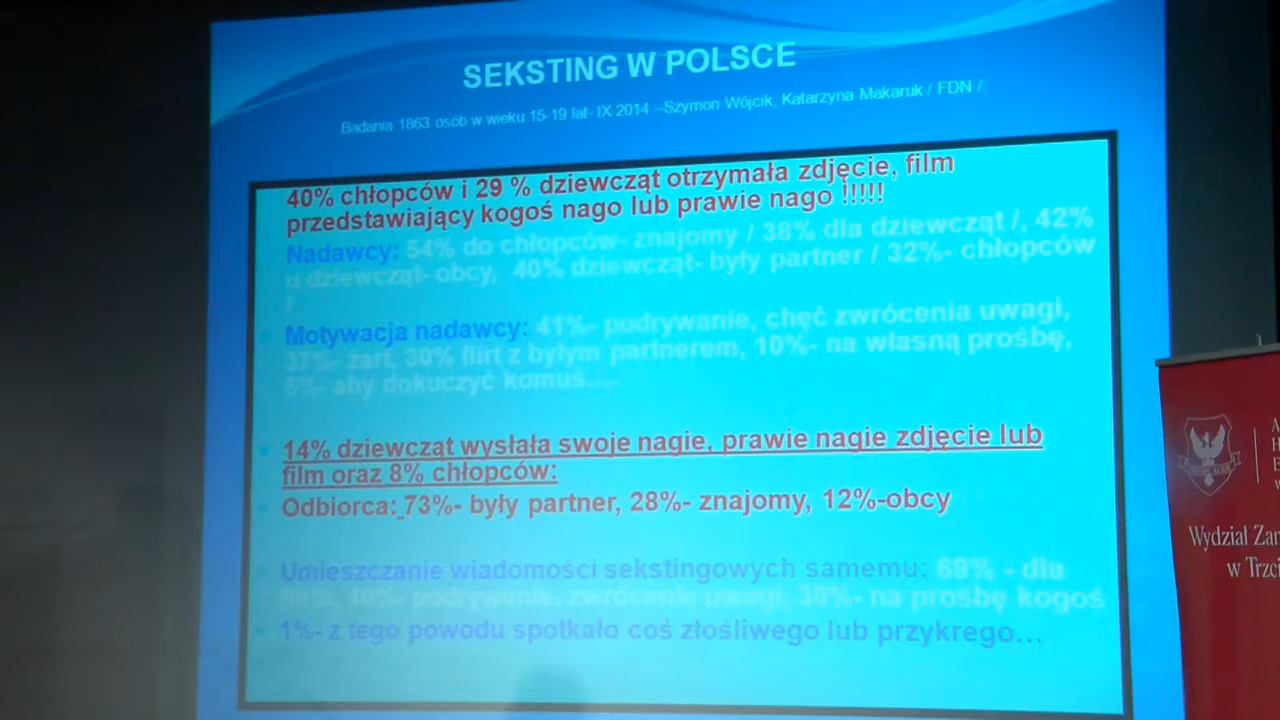 SEKSTING W POLSCE
Badania 1863 osób w wieku 15-19 lat- IX 2014 –Szymon Wójcik, Katarzyna Makaruk / FDN /
40% chłopców i 29 % dziewcząt otrzymała zdjęcie, film
przedstawiający kogoś nago lub prawie nago !!!!!
Nadawcy: 54% do chłopców- znajomy / 38% dla dziewcząt /, 42%
u dziewcząt- obcy, 40% dziewcząt- były partner / 32%- chłopców
/
Motywacja nadawcy: 41%- podrywanie, chęć zwrócenia uwagi,
37%- żart, 30% flirt z byłym partnerem, 10%- na własną prośbę,
5%- aby dokuczyć komuś....
14% dziewcząt wysłała swoje nagie, prawie nagie zdjęcie lub
film oraz 8% chłopców:
Odbiorca: 73%- były partner, 28%- znajomy, 12%-obcy
Umieszczanie wiadomości sekstingowych samemu: 69% - dla
podrywanie, zwrócenie uwagi, 30%- na prośbę kogoś
1%- z tego powodu spotkało coś złośliwego lub przykrego...
Wydział
w